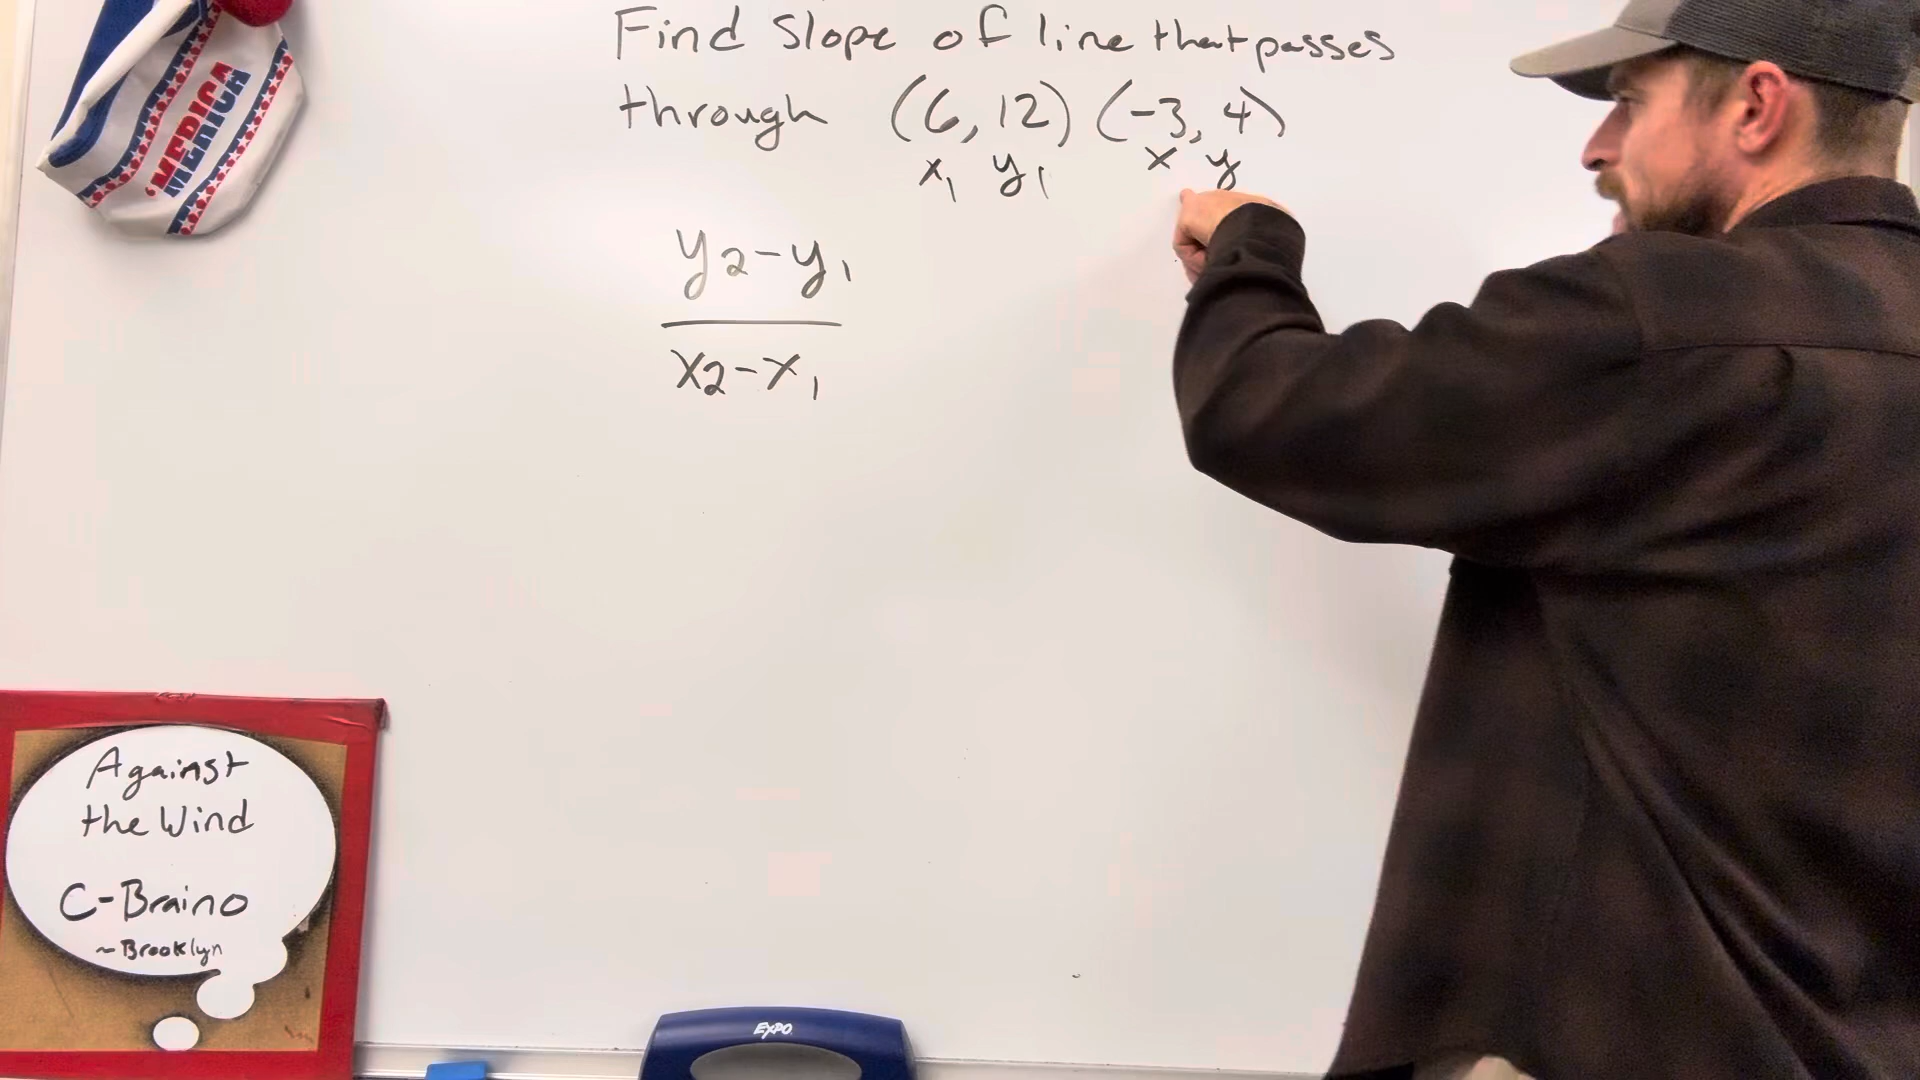 Find Slope of line that passes
through (6, 12) (-3, 4)
x₁ y₁ x y
y₂-y₁
x₂-x₁
'MERICA
'MERICA
Against
the Wind
C-Braino
~Brooklyn
EXPO